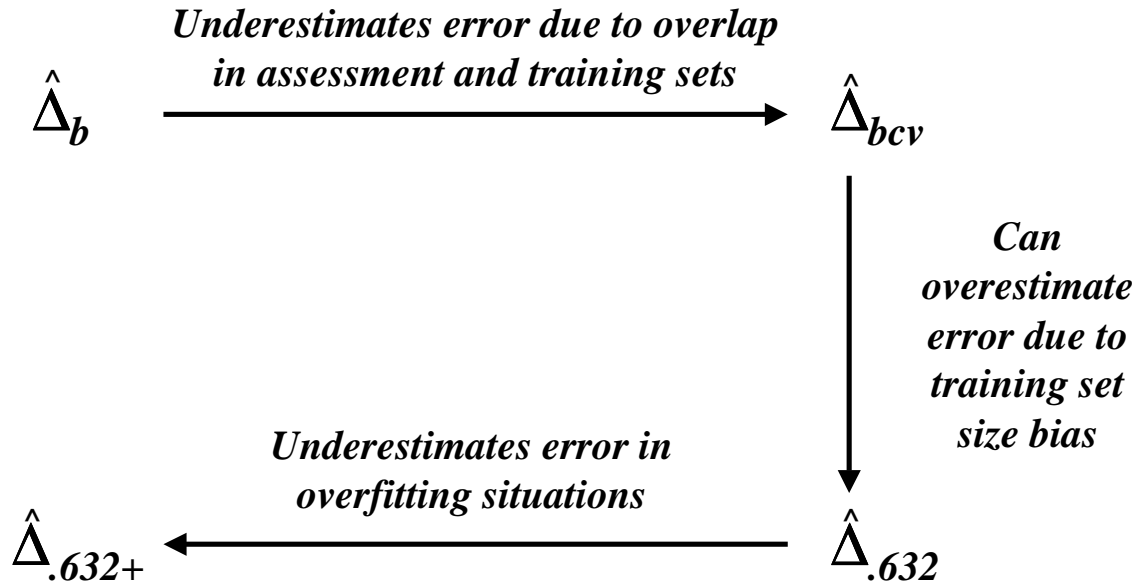 Underestimates error due to overlap
in assessment and training sets
Δ̂b
Δ̂bcv
Can
overestimate
error due to
training set
size bias
Underestimates error in
overfitting situations
Δ̂.632+
Δ̂.632